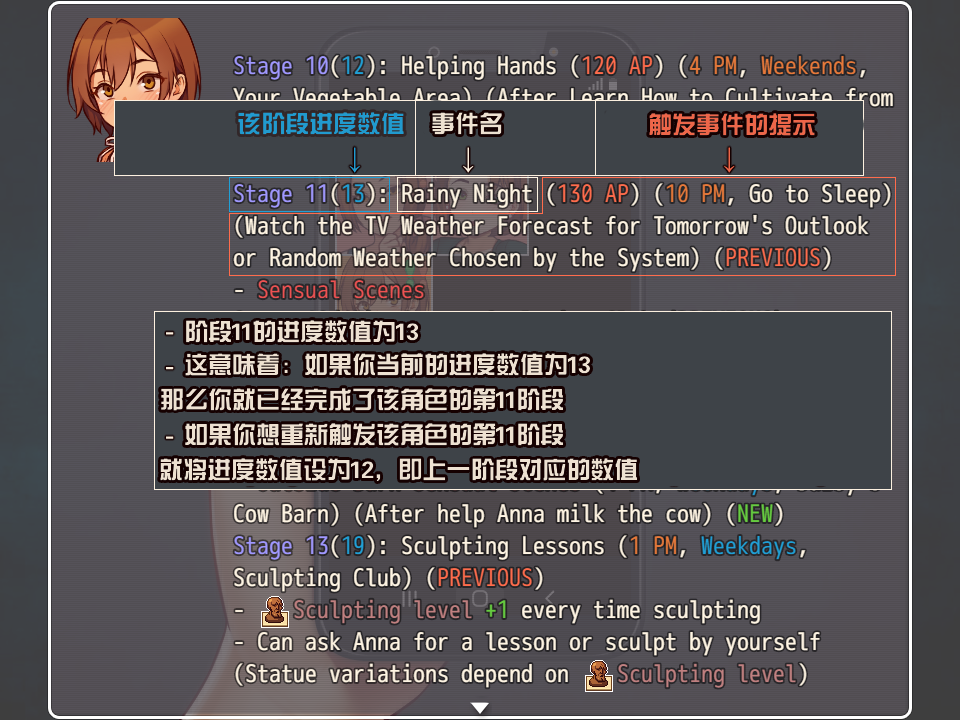 Stage 10(12): Helping Hands (120 AP) (4 PM, Weekends,
Your Vegetable Area) (After Learn How to Cultivate from
该阶段进度数值 事件名 触发事件的提示
Stage 11(13): Rainy Night (130 AP) (10 PM, Go to Sleep)
(Watch the TV Weather Forecast for Tomorrow's Outlook
or Random Weather Chosen by the System) (PREVIOUS)
- Sensual Scenes
- 阶段11的进度数值为13
- 这意味着：如果你当前的进度数值为13
那么你就已经完成了该角色的第11阶段
- 如果你想重新触发该角色的第11阶段
就将进度数值设为12，即上一阶段对应的数值
Cow Barn) (After help Anna milk the cow) (NEW)
Stage 13(19): Sculpting Lessons (1 PM, Weekdays,
Sculpting Club) (PREVIOUS)
- Sculpting level +1 every time sculpting
- Can ask Anna for a lesson or sculpt by yourself
(Statue variations depend on Sculpting level)